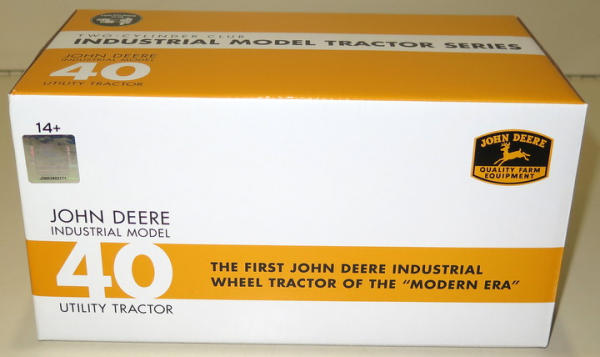 TWO-CYLINDER CLUB
INDUSTRIAL MODEL TRACTOR SERIES
JOHN DEERE
INDUSTRIAL MODEL
40
UTILITY TRACTOR
14+
JOHN DEERE
QUALITY FARM
EQUIPMENT
JOHN DEERE
INDUSTRIAL MODEL
40
UTILITY TRACTOR
THE FIRST JOHN DEERE INDUSTRIAL
WHEEL TRACTOR OF THE "MODERN ERA"